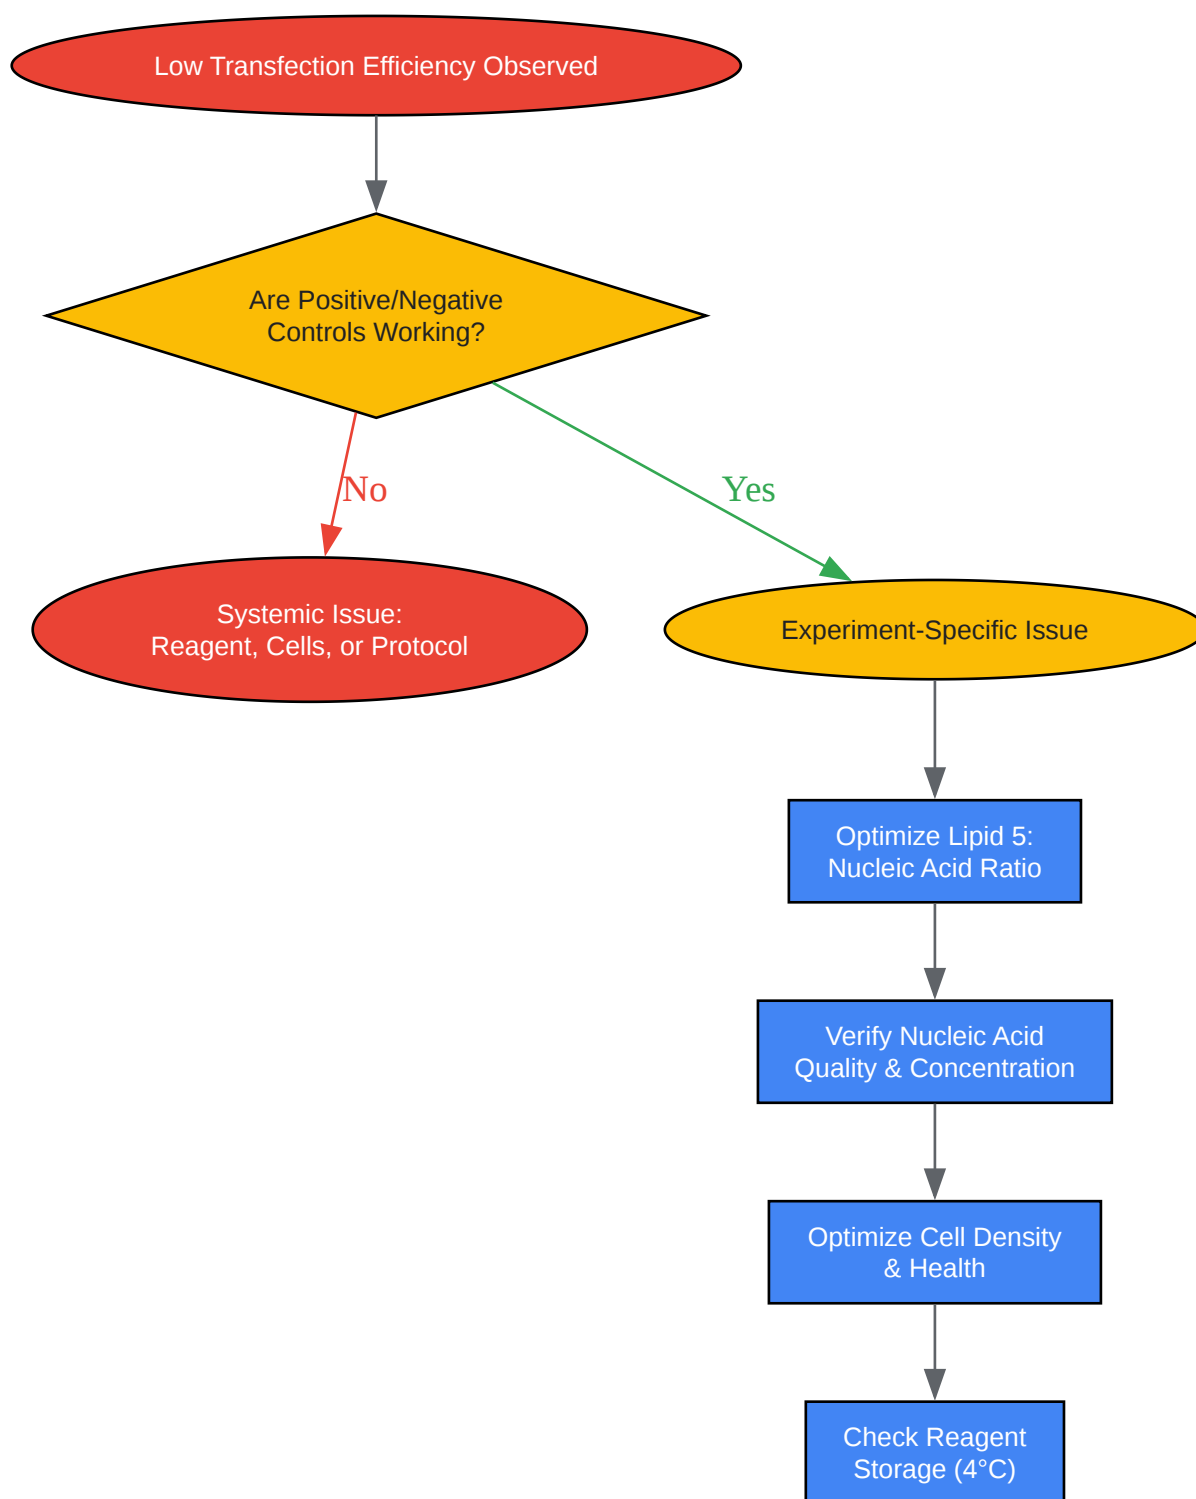 Low Transfection Efficiency Observed
Are Positive/Negative
Controls Working?
No
Yes
Systemic Issue:
Reagent, Cells, or Protocol
Experiment-Specific Issue
Optimize Lipid 5:
Nucleic Acid Ratio
Verify Nucleic Acid
Quality & Concentration
Optimize Cell Density
& Health
Check Reagent
Storage (4°C)